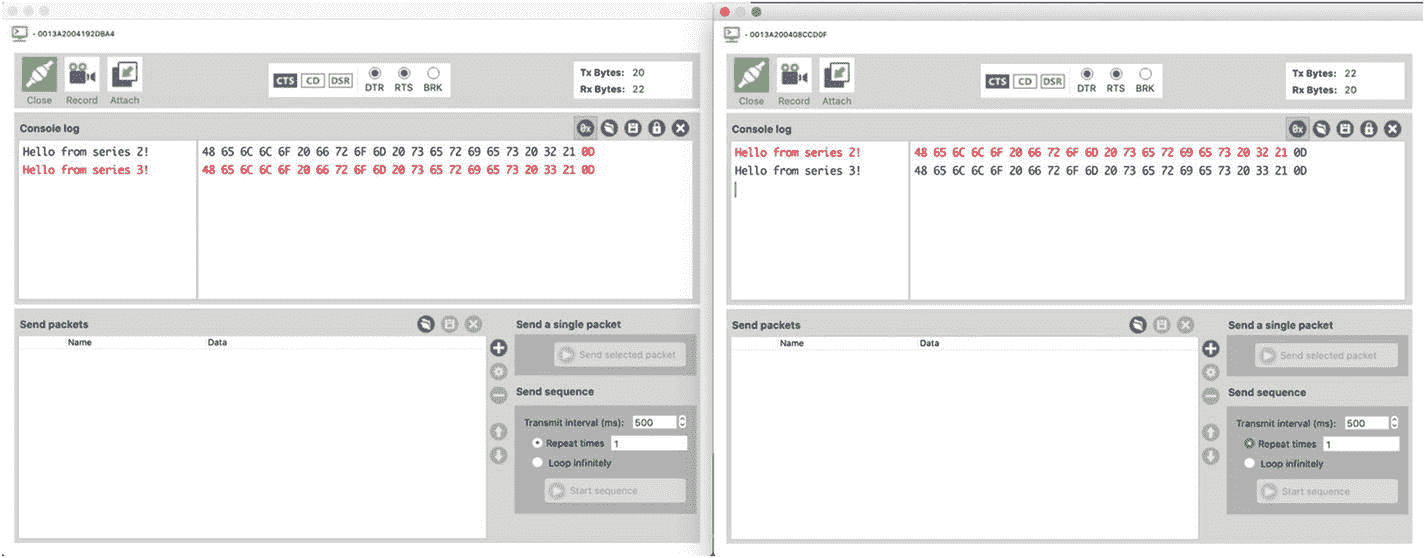 - 0013A2004192DBA4
Close Record Attach
CTS CD DSR DTR RTS BRK
Tx Bytes: 20
Rx Bytes: 22
Console log
0x
Hello from series 2! 48 65 6C 6C 6F 20 66 72 6F 6D 20 73 65 72 69 65 73 20 32 21 0D
Hello from series 3! 48 65 6C 6C 6F 20 66 72 6F 6D 20 73 65 72 69 65 73 20 33 21 0D
Send packets
Name Data
Send a single packet
Send selected packet
Send sequence
Transmit interval (ms): 500
Repeat times 1
Loop infinitely
Start sequence
- 0013A200408CCD0F
Close Record Attach
CTS CD DSR DTR RTS BRK
Tx Bytes: 22
Rx Bytes: 20
Console log
0x
Hello from series 2! 48 65 6C 6C 6F 20 66 72 6F 6D 20 73 65 72 69 65 73 20 32 21 0D
Hello from series 3! 48 65 6C 6C 6F 20 66 72 6F 6D 20 73 65 72 69 65 73 20 33 21 0D
Send packets
Name Data
Send a single packet
Send selected packet
Send sequence
Transmit interval (ms): 500
Repeat times 1
Loop infinitely
Start sequence